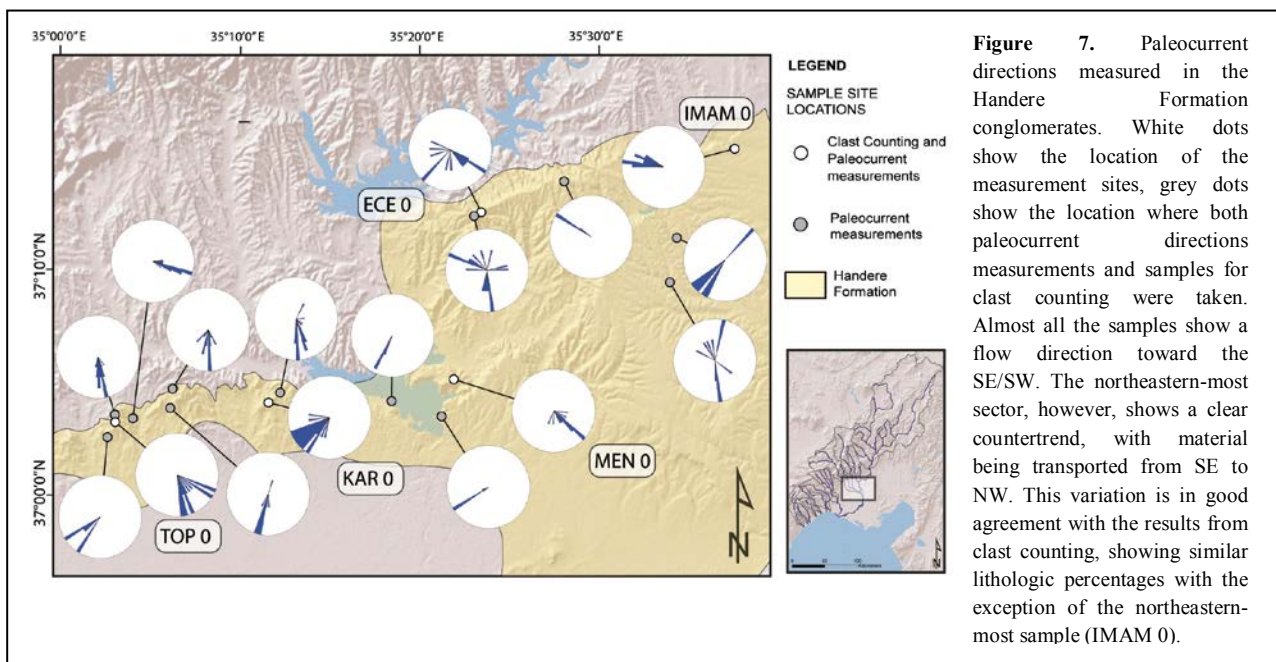 35°00'0"E
35°10'0"E
35°20'0"E
35°30'0"E
37°10'0"N
37°00'0"N
IMAM 0
ECE 0
KAR 0
MEN 0
TOP 0
N
LEGEND
SAMPLE SITE
LOCATIONS
Clast Counting and
Paleocurrent
measurements
Paleocurrent
measurements
Handere
Formation
N
Figure 7. Paleocurrent
directions measured in the
Handere Formation
conglomerates. White dots
show the location of the
measurement sites, grey dots
show the location where both
paleocurrent directions
measurements and samples for
clast counting were taken.
Almost all the samples show a
flow direction toward the
SE/SW. The northeastern-most
sector, however, shows a clear
countertrend, with material
being transported from SE to
NW. This variation is in good
agreement with the results from
clast counting, showing similar
lithologic percentages with the
exception of the northeastern-
most sample (IMAM 0).